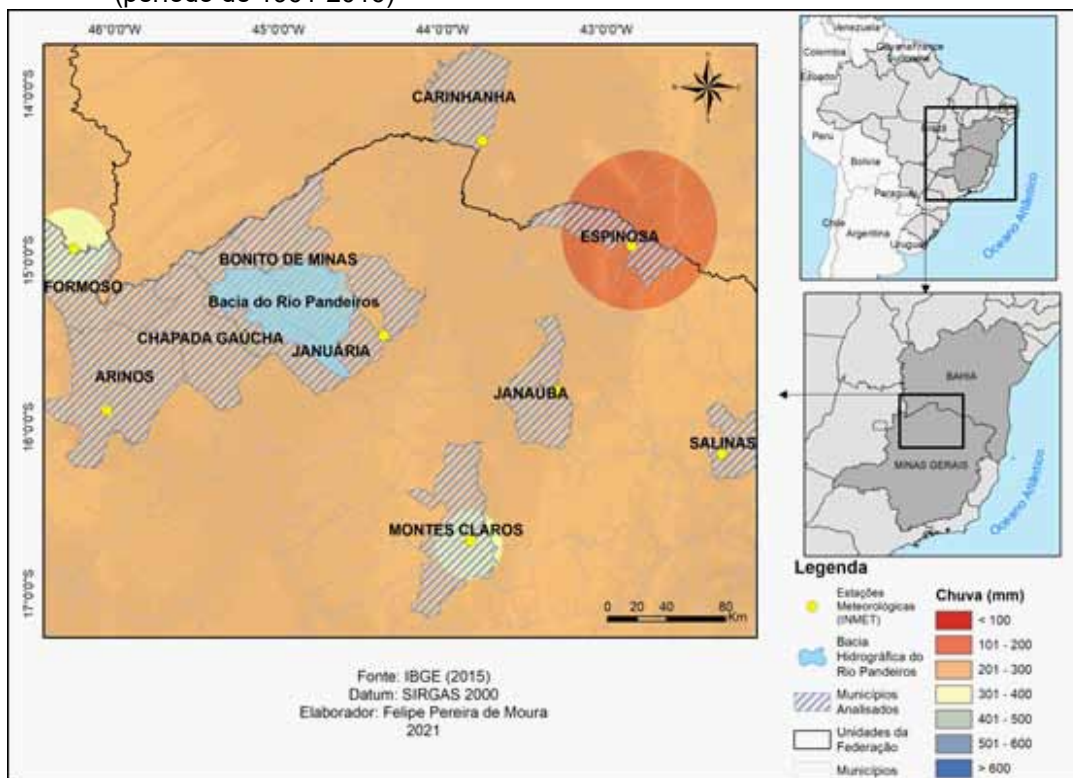 46°0'0"W
45°0'0"W
44°0'0"W
43°0'0"W
14°0'0"S
15°0'0"S
16°0'0"S
17°0'0"S
CARINHANHA
ESPINOSA
FORMOSO
BONITO DE MINAS
Bacia do Rio Pandeiros
CHAPADA GAÚCHA
JANUÁRIA
ARINOS
JANAUBA
SALINAS
MONTES CLAROS
0 20 40 80
Km
Fonte: IBGE (2015)
Datum: SIRGAS 2000
Elaborador: Felipe Pereira de Moura
2021
Venezuela
Colombia
Peru
Bolivia
Paraguay
Chile
Argentina
Uruguay
Oceano Atlântico
BAHIA
MINAS GERAIS
Oceano Atlântico
Legenda
Estações
Meteorológicas
(INMET)
Bacia
Hidrográfica do
Rio Pandeiros
Municípios
Analisados
Unidades da
Federação
Municípios
Chuva (mm)
< 100
101 - 200
201 - 300
301 - 400
401 - 500
501 - 600
> 600